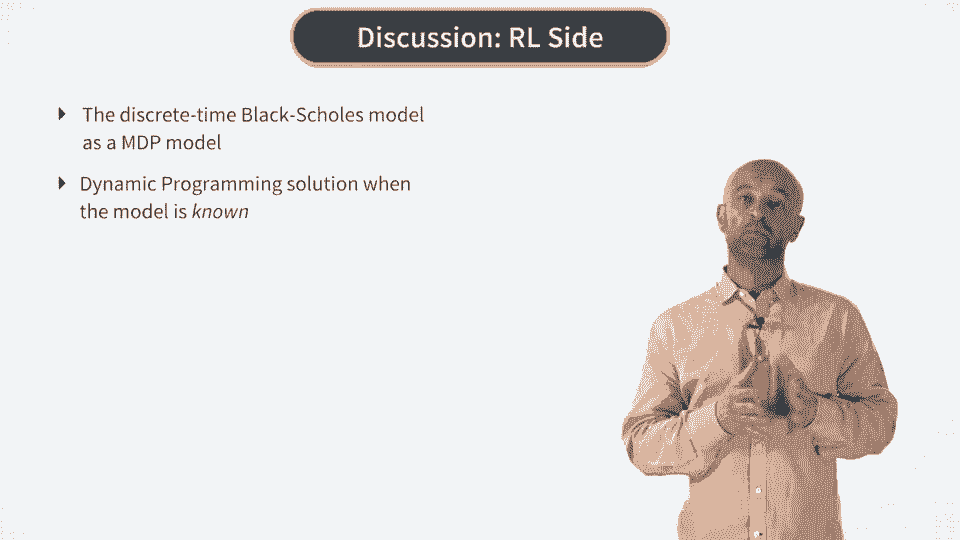 Discussion: RL Side
The discrete-time Black-Scholes model
as a MDP model
Dynamic Programming solution when
the model is known